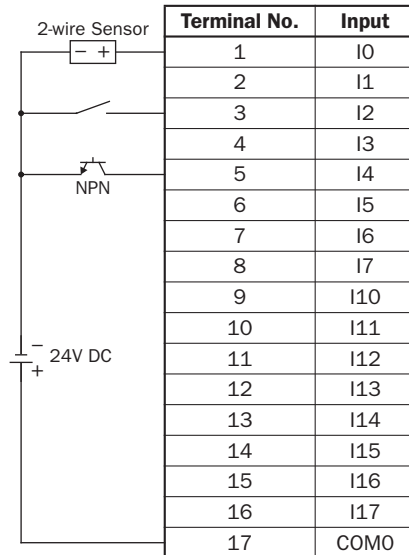 2-wire Sensor
− +
NPN
−
24V DC
+
Terminal No. Input
1 I0
2 I1
3 I2
4 I3
5 I4
6 I5
7 I6
8 I7
9 I10
10 I11
11 I12
12 I13
13 I14
14 I15
15 I16
16 I17
17 COM0